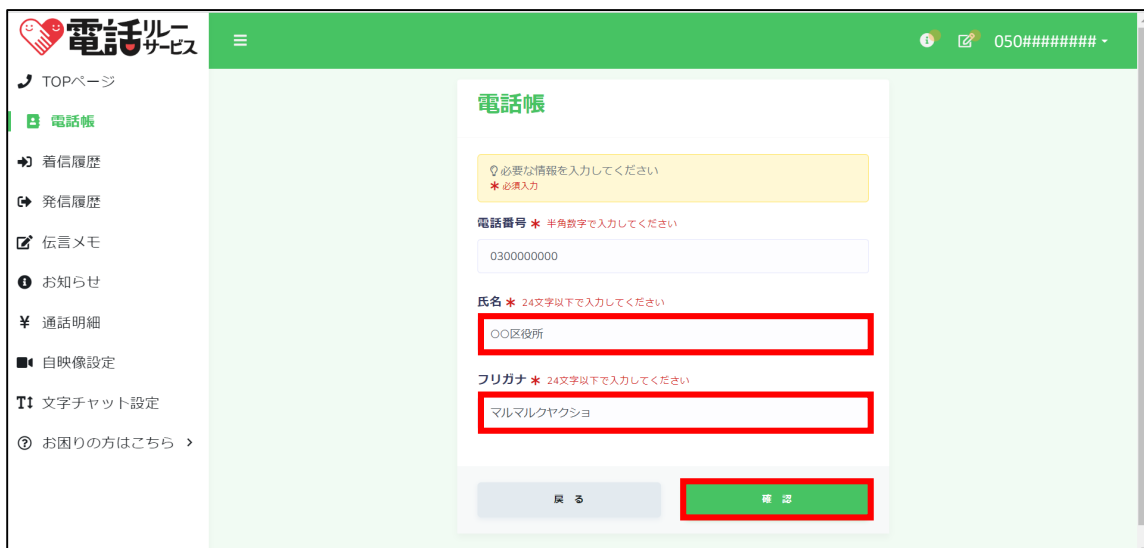 電話リレーサービス
050########
TOPページ
電話帳
着信履歴
発信履歴
伝言メモ
お知らせ
通話明細
自映像設定
文字チャット設定
お困りの方はこちら
電話帳
必要な情報を入力してください
* 必須入力
電話番号 * 半角数字で入力してください
0300000000
氏名 * 24文字以下で入力してください
○○区役所
フリガナ * 24文字以下で入力してください
マルマルクヤクショ
戻る
確認